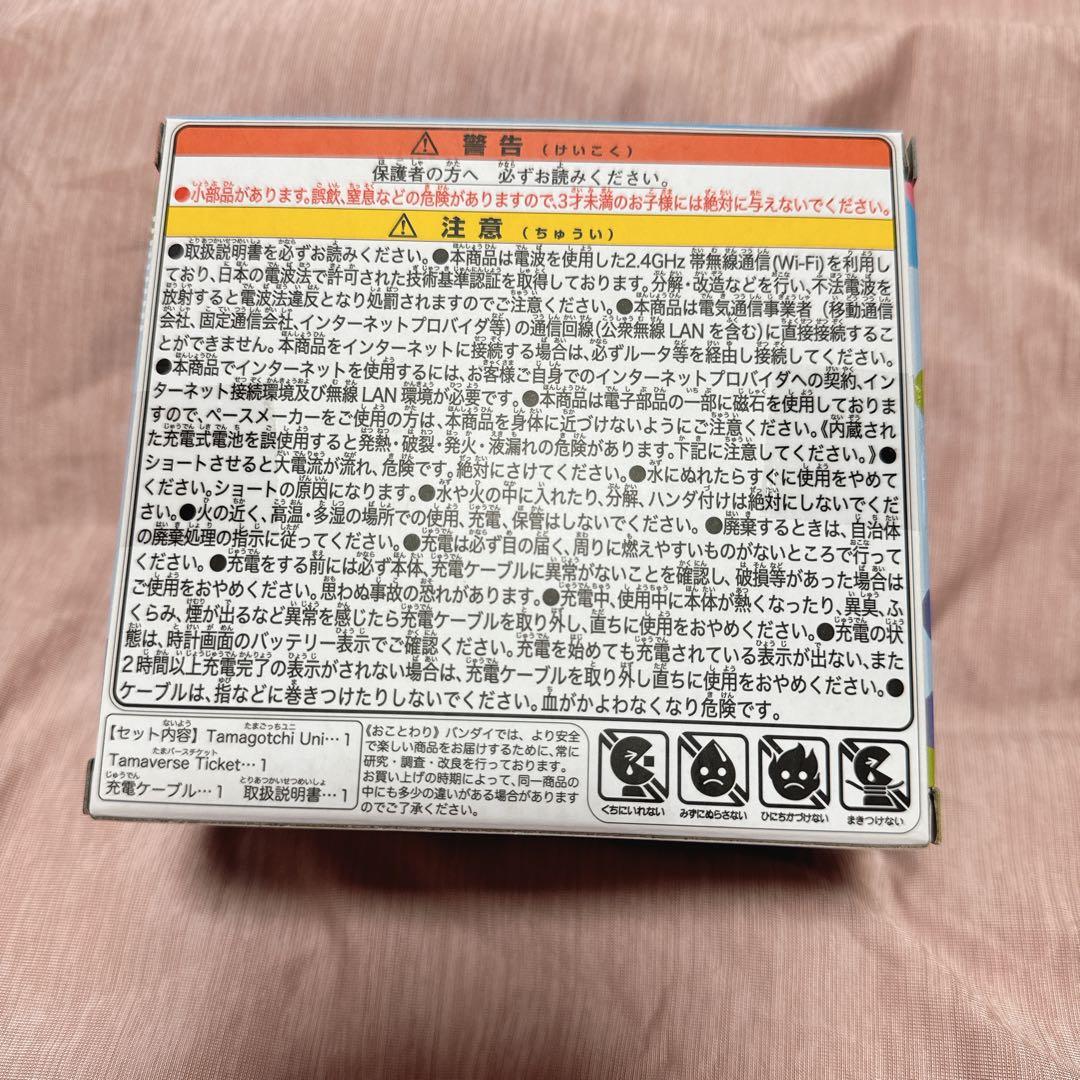 警告 (けいこく)
保護者の方へ 必ずお読みください。
●小部品があります。誤飲、窒息などの危険がありますので、3才未満のお子様には絶対に与えないでください。
注意 (ちゅうい)
●取扱説明書を必ずお読みください。●本商品は電波を使用した2.4GHz 帯無線通信(Wi-Fi)を利用し
ており、日本の電波法で許可された技術基準認証を取得しております。分解・改造などを行い、不法電波を
放射すると電波法違反となり処罰されますのでご注意ください。●本商品は電気通信事業者 (移動通信
会社、固定通信会社、インターネットプロバイダ等)の通信回線(公衆無線 LANを含む)に直接接続するこ
とができません。本商品をインターネットに接続する場合は、必ずルータ等を経由し接続してください。
●本商品でインターネットを使用するには、お客様ご自身でのインターネットプロバイダへの契約、イン
ターネット接続環境及び無線 LAN 環境が必要です。●本商品は電子部品の一部に磁石を使用しておりま
すので、ペースメーカーをご使用の方は、本商品を身体に近づけないようにご注意ください。《内蔵され
た充電式電池を誤使用すると発熱・破裂・発火・液漏れの危険があります。下記に注意してください。》●
ショートさせると大電流が流れ、危険です。絶対にさけてください。●水にぬれたらすぐに使用をやめて
ください。ショートの原因になります。●水や火の中に入れたり、分解、ハンダ付けは絶対にしないでくだ
さい。●火の近く、高温・多湿の場所での使用、充電、保管はしないでください。●廃棄するときは、自治体
の廃棄処理の指示に従ってください。●充電は必ず目の届く、周りに燃えやすいものがないところで行って
ください。●充電をする前には必ず本体、充電ケーブルに異常がないことを確認し、破損等があった場合は
ご使用をおやめください。思わぬ事故の恐れがあります。●充電中、使用中に本体が熱くなったり、異臭、ふ
くらみ、煙が出るなど異常を感じたら充電ケーブルを取り外し、直ちに使用をおやめください。●充電の状
態は、時計画面のバッテリー表示でご確認ください。充電を始めても充電されている表示が出ない、また
2時間以上充電完了の表示がされない場合は、充電ケーブルを取り外し直ちに使用をおやめください。●
ケーブルは、指などに巻きつけたりしないでください。血がかよわなくなり危険です。
【セット内容】Tamagotchi Uni…1
Tamaverse Ticket…1
充電ケーブル…1 取扱説明書…1
《おことわり》バンダイでは、より安全
で楽しい商品をお届けするために、常に
研究・調査・改良を行っております。
お買い上げの時期によって、同一商品の
中にも多少の違いがある場合があります
のでご了承ください。
くちにいれない みずにぬらさない ひにちかづけない まきつけない